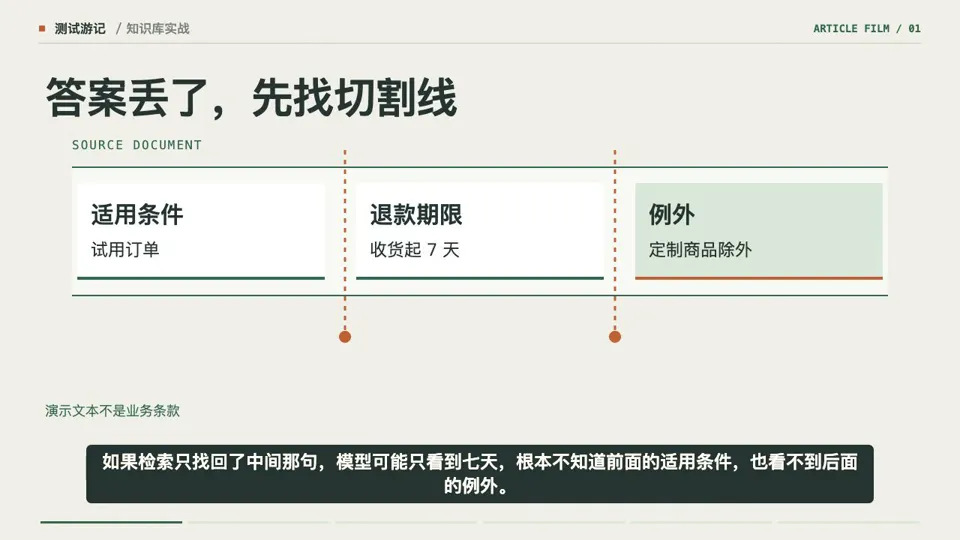 测试游记 / 知识库实战
ARTICLE FILM / 01
答案丢了，先找切割线
SOURCE DOCUMENT
适用条件
试用订单
退款期限
收货起 7 天
例外
定制商品除外
演示文本不是业务条款
如果检索只找回了中间那句，模型可能只看到七天，根本不知道前面的适用条件，也看不到后面
的例外。